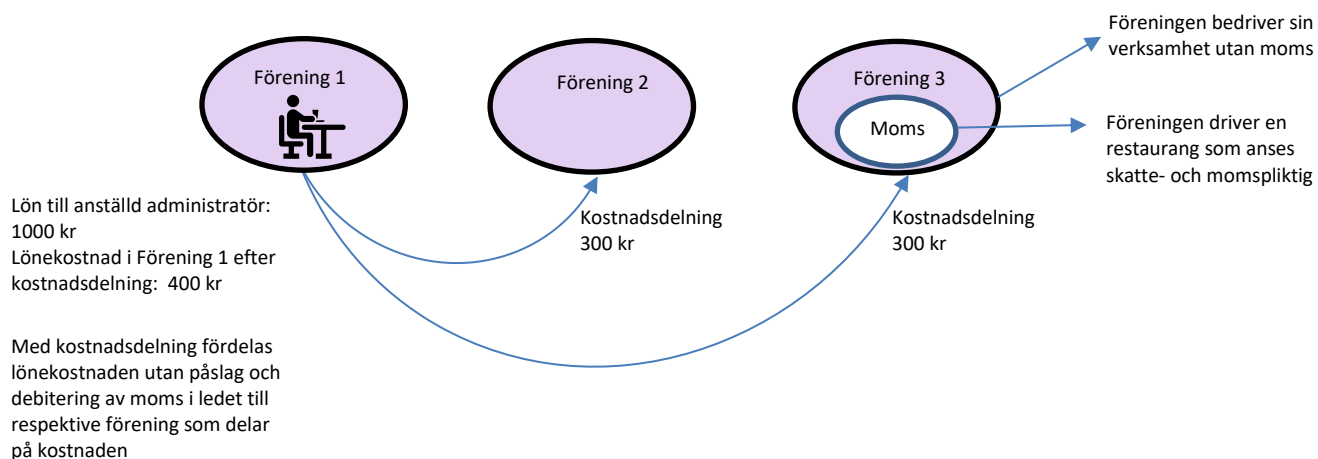 Förening 1
Förening 2
Förening 3
Moms
Föreningen bedriver sin
verksamhet utan moms
Föreningen driver en
restaurang som anses
skatte- och momspliktig
Lön till anställd administratör:
1000 kr
Lönekostnad i Förening 1 efter
kostnadsdelning: 400 kr
Kostnadsdelning
300 kr
Kostnadsdelning
300 kr
Med kostnadsdelning fördelas
lönekostnaden utan påslag och
debitering av moms i ledet till
respektive förening som delar
på kostnaden